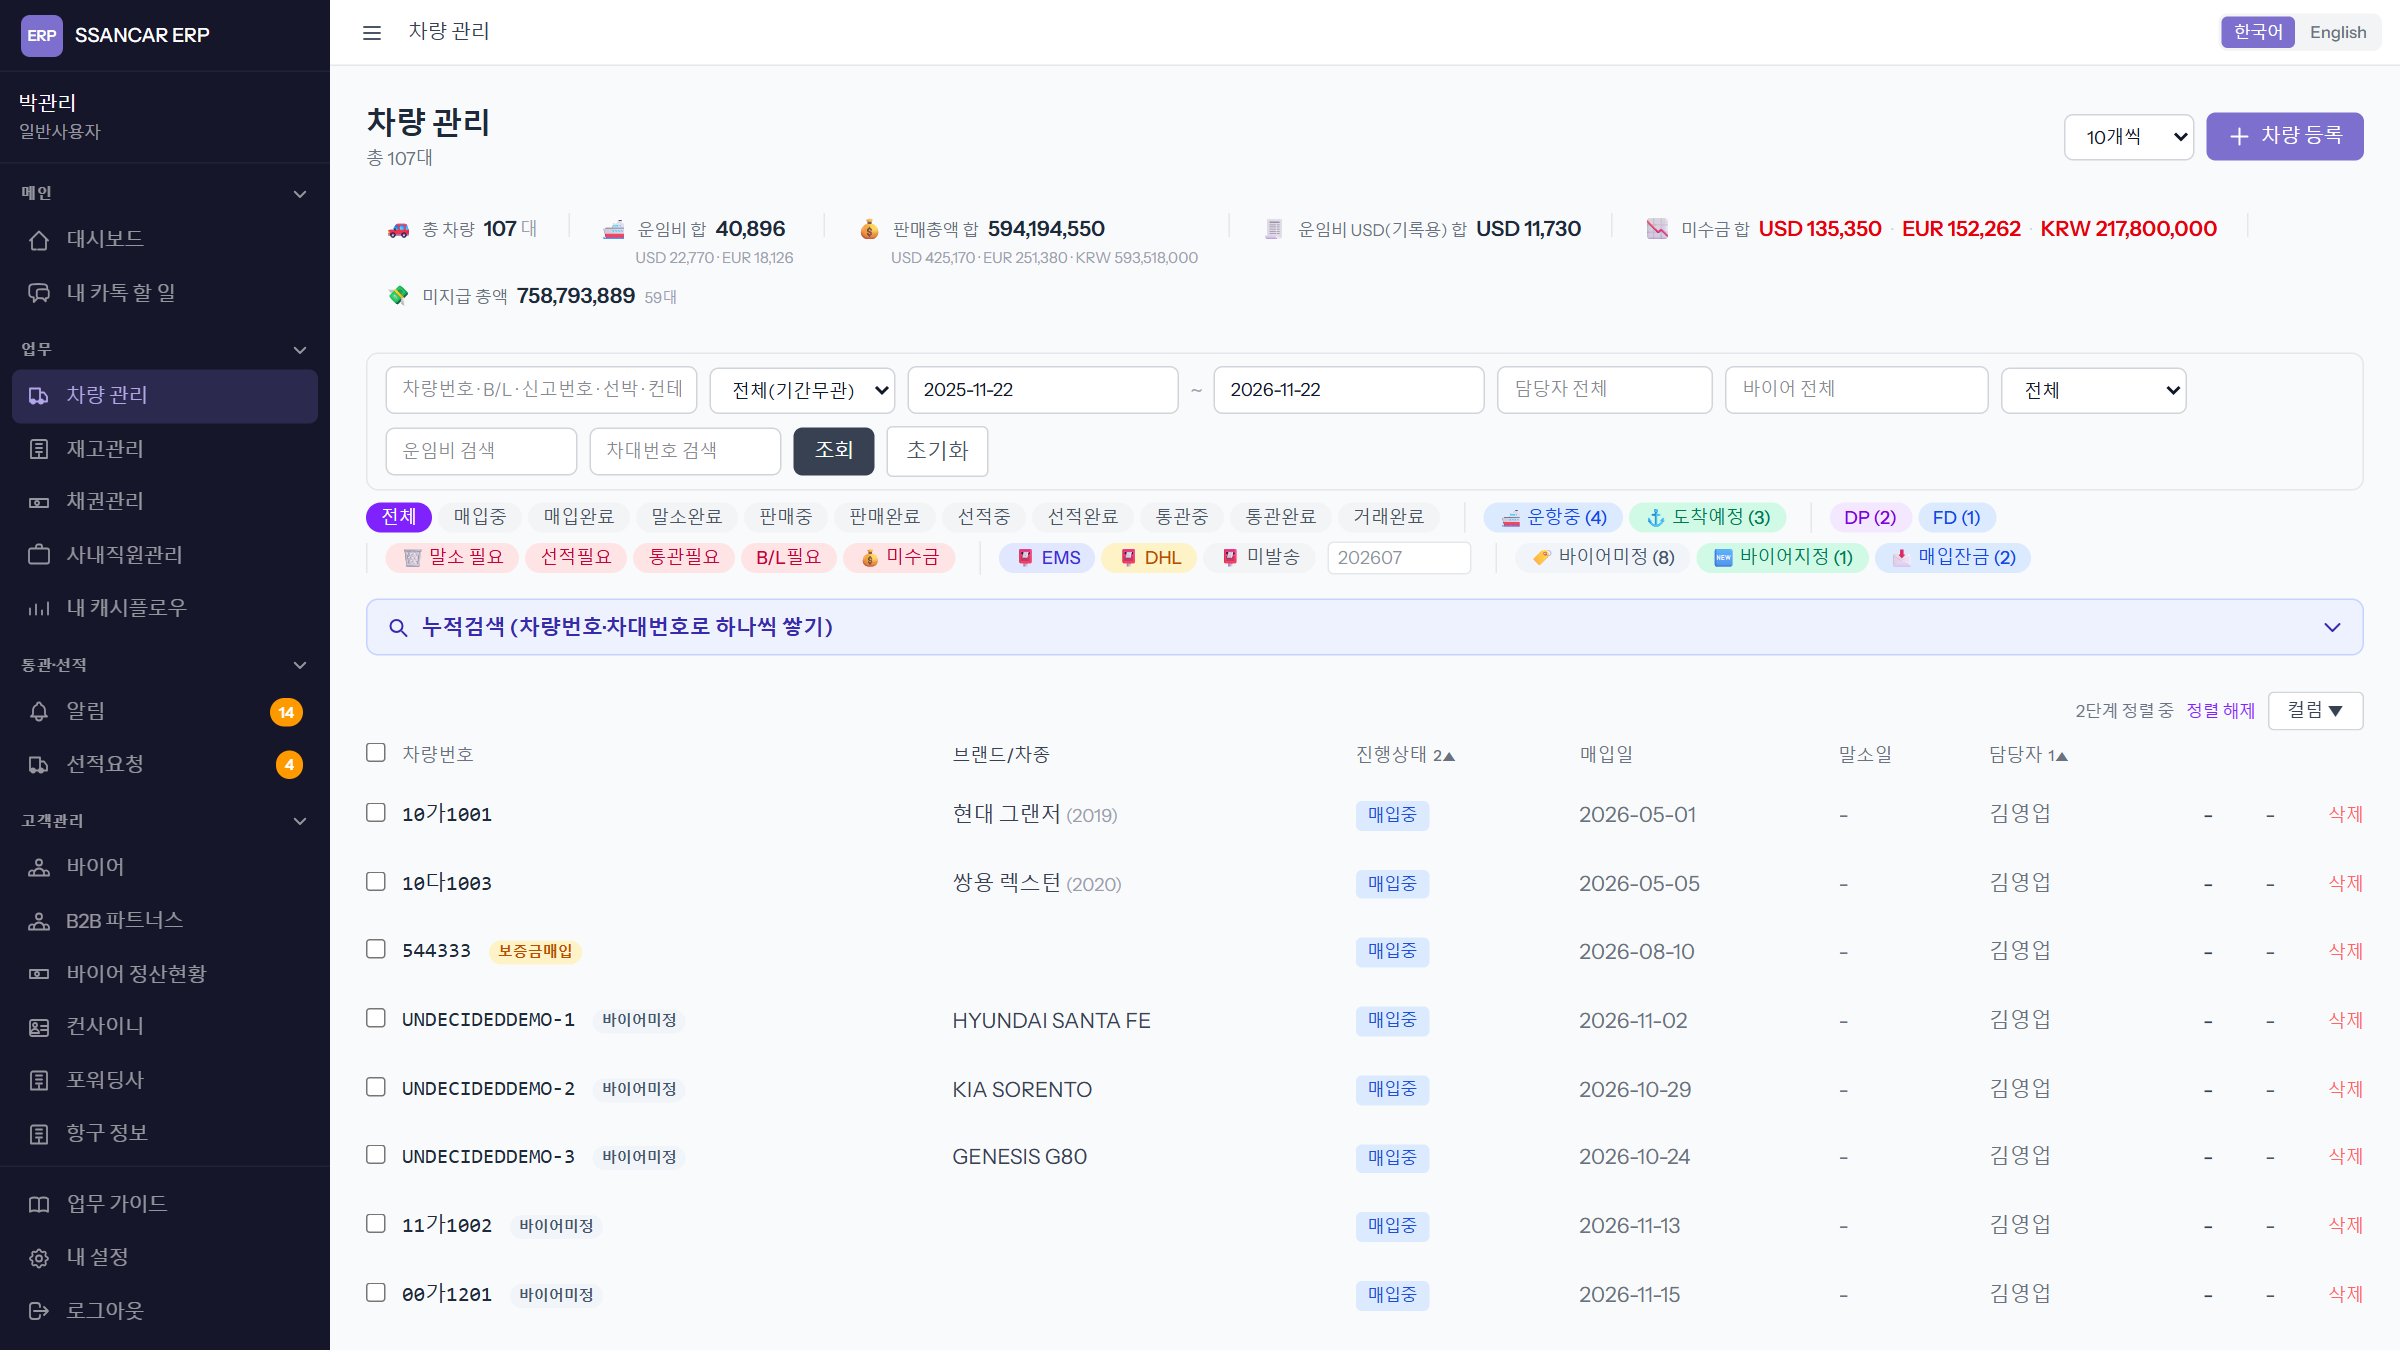 ERP SSANCAR ERP
박관리
일반사용자
메인
대시보드
내 카톡 할 일
업무
차량 관리
재고관리
채권관리
사내직원관리
내 캐시플로우
통관·선적
알림 14
선적요청 4
고객관리
바이어
B2B 파트너스
바이어 정산현황
컨사이니
포워딩사
항구 정보
업무 가이드
내 설정
로그아웃
차량 관리
한국어 English
차량 관리
총 107대
10개씩
+ 차량 등록
총 차량 107 대
운임비 합 40,896
USD 22,770 · EUR 18,126
판매총액 합 594,194,550
USD 425,170 · EUR 251,380 · KRW 593,518,000
운임비 USD(기록용) 합 USD 11,730
미수금 합 USD 135,350 · EUR 152,262 · KRW 217,800,000
미지급 총액 758,793,889 59대
차량번호·B/L·신고번호·선박·컨테 전체(기간무관) 2025-11-22 ~ 2026-11-22 담당자 전체 바이어 전체 전체
운임비 검색 차대번호 검색 조회 초기화
전체 매입중 매입완료 말소완료 판매중 판매완료 선적중 선적완료 통관중 통관완료 거래완료 운항중 (4) 도착예정 (3) DP (2) FD (1)
말소 필요 선적필요 통관필요 B/L필요 미수금 EMS DHL 미발송 202607 바이어미정 (8) NEW 바이어지정 (1) 매입잔금 (2)
누적검색 (차량번호·차대번호로 하나씩 쌓기)
2단계 정렬 중 정렬 해제 컬럼 ▼
차량번호 브랜드/차종 진행상태 2▲ 매입일 말소일 담당자 1▲
10가1001 현대 그랜저 (2019) 매입중 2026-05-01 - 김영업 - - 삭제
10다1003 쌍용 렉스턴 (2020) 매입중 2026-05-05 - 김영업 - - 삭제
544333 보증금매입 매입중 2026-08-10 - 김영업 - - 삭제
UNDECIDEDDEMO-1 바이어미정 HYUNDAI SANTA FE 매입중 2026-11-02 - 김영업 - - 삭제
UNDECIDEDDEMO-2 바이어미정 KIA SORENTO 매입중 2026-10-29 - 김영업 - - 삭제
UNDECIDEDDEMO-3 바이어미정 GENESIS G80 매입중 2026-10-24 - 김영업 - - 삭제
11가1002 바이어미정 매입중 2026-11-13 - 김영업 - - 삭제
00가1201 바이어미정 매입중 2026-11-15 - 김영업 - - 삭제